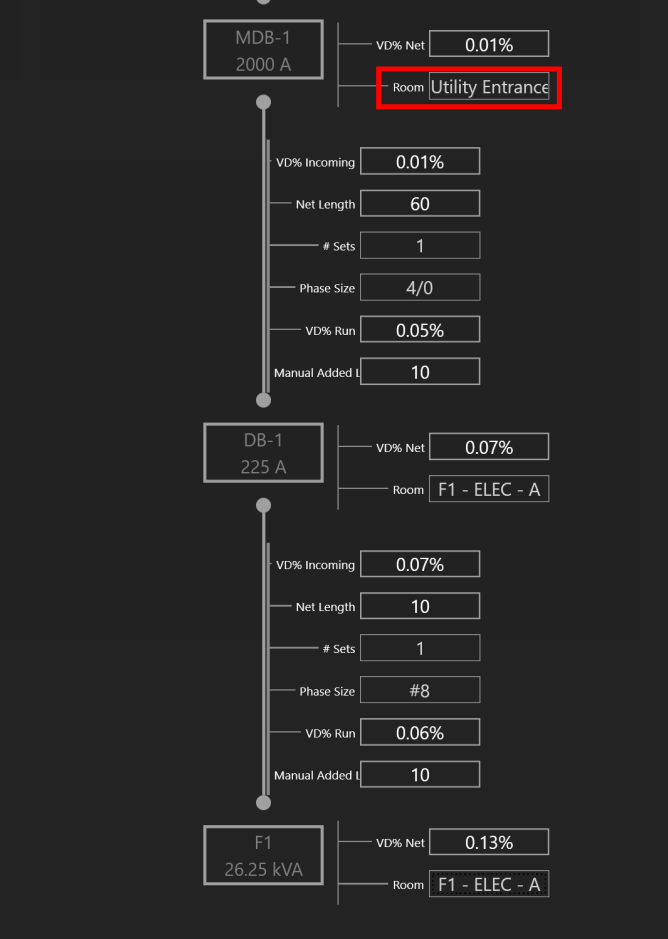 MDB-1
2000 A
VD% Net 0.01%
Room Utility Entrance
VD% Incoming 0.01%
Net Length 60
# Sets 1
Phase Size 4/0
VD% Run 0.05%
Manual Added L 10
DB-1
225 A
VD% Net 0.07%
Room F1 - ELEC - A
VD% Incoming 0.07%
Net Length 10
# Sets 1
Phase Size #8
VD% Run 0.06%
Manual Added L 10
F1
26.25 kVA
VD% Net 0.13%
Room F1 - ELEC - A